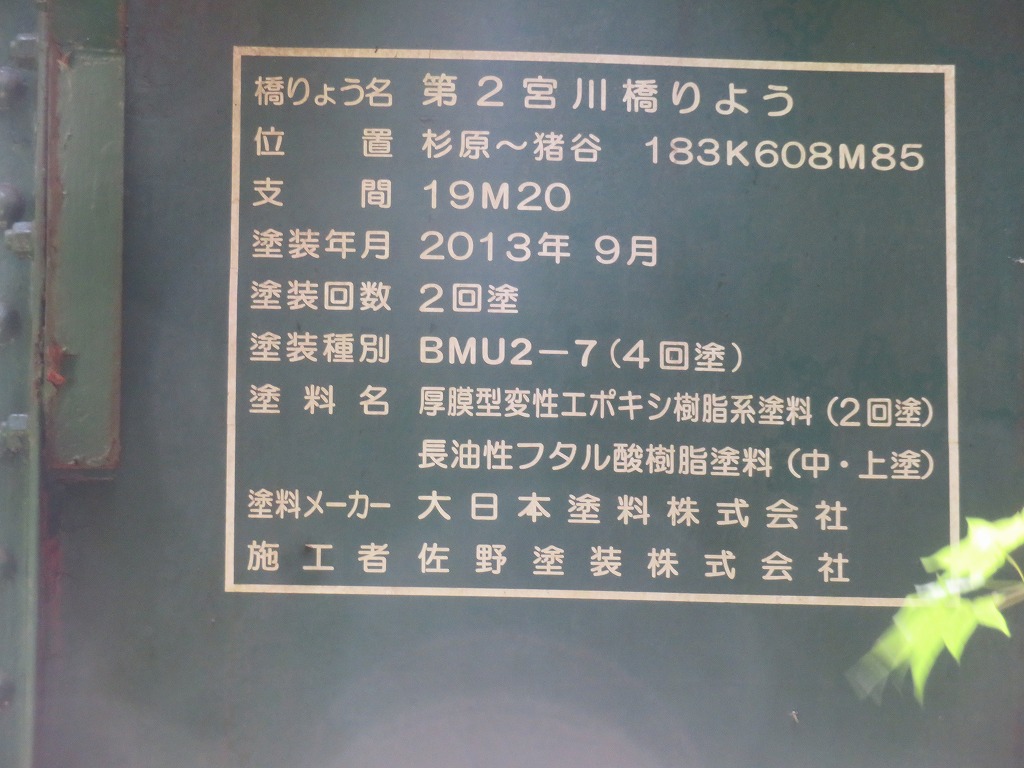 橋りょう名 第2宮川橋りょう
位置 杉原～猪谷 183K608M85
支間 19M20
塗装年月 2013年 9月
塗装回数 2回塗
塗装種別 BMU2－7(4回塗)
塗料名 厚膜型変性エポキシ樹脂系塗料(2回塗)
長油性フタル酸樹脂塗料(中・上塗)
塗料メーカー 大日本塗料株式会社
施工者 佐野塗装株式会社